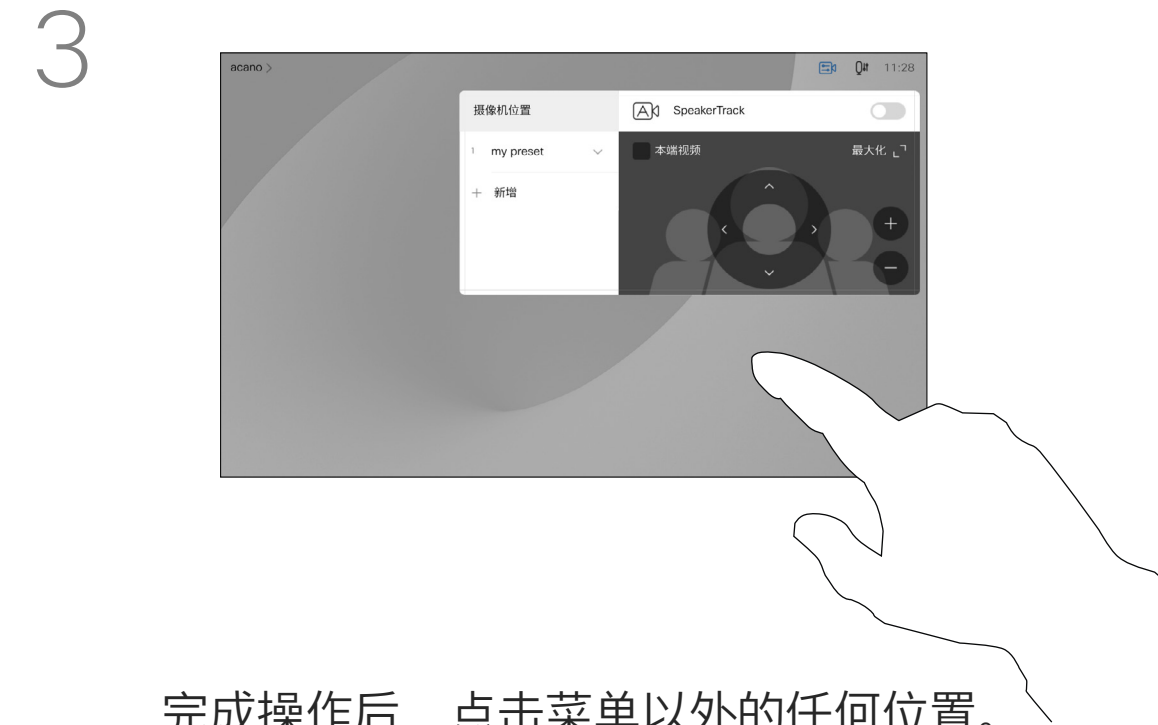 3
acano >
11:28
摄像机位置
SpeakerTrack
1 my preset
本端视频
最大化
+ 新增
完成操作后 点击菜单以外的任何位置。